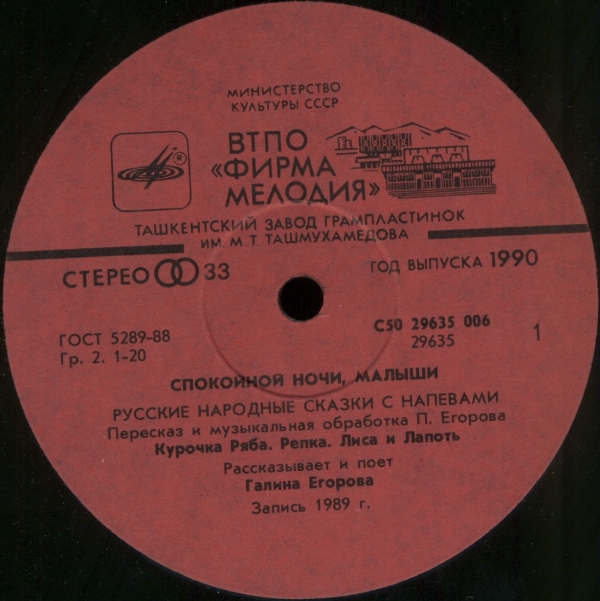 МИНИСТЕРСТВО
КУЛЬТУРЫ СССР
ВТПО
«ФИРМА
МЕЛОДИЯ»
®
ТАШКЕНТСКИЙ ЗАВОД ГРАМПЛАСТИНОК
ИМ. М. Т. ТАШМУХАМЕДОВА
СТЕРЕО 33
ГОД ВЫПУСКА 1990
ГОСТ 5289-88
Гр. 2. 1-20
С50 29635 006
29635
1
СПОКОЙНОЙ НОЧИ, МАЛЫШИ
РУССКИЕ НАРОДНЫЕ СКАЗКИ С НАПЕВАМИ
Пересказ и музыкальная обработка П. Егорова
Курочка Ряба. Репка. Лиса и Лапоть
Рассказывает и поет
Галина Егорова
Запись 1989 г.